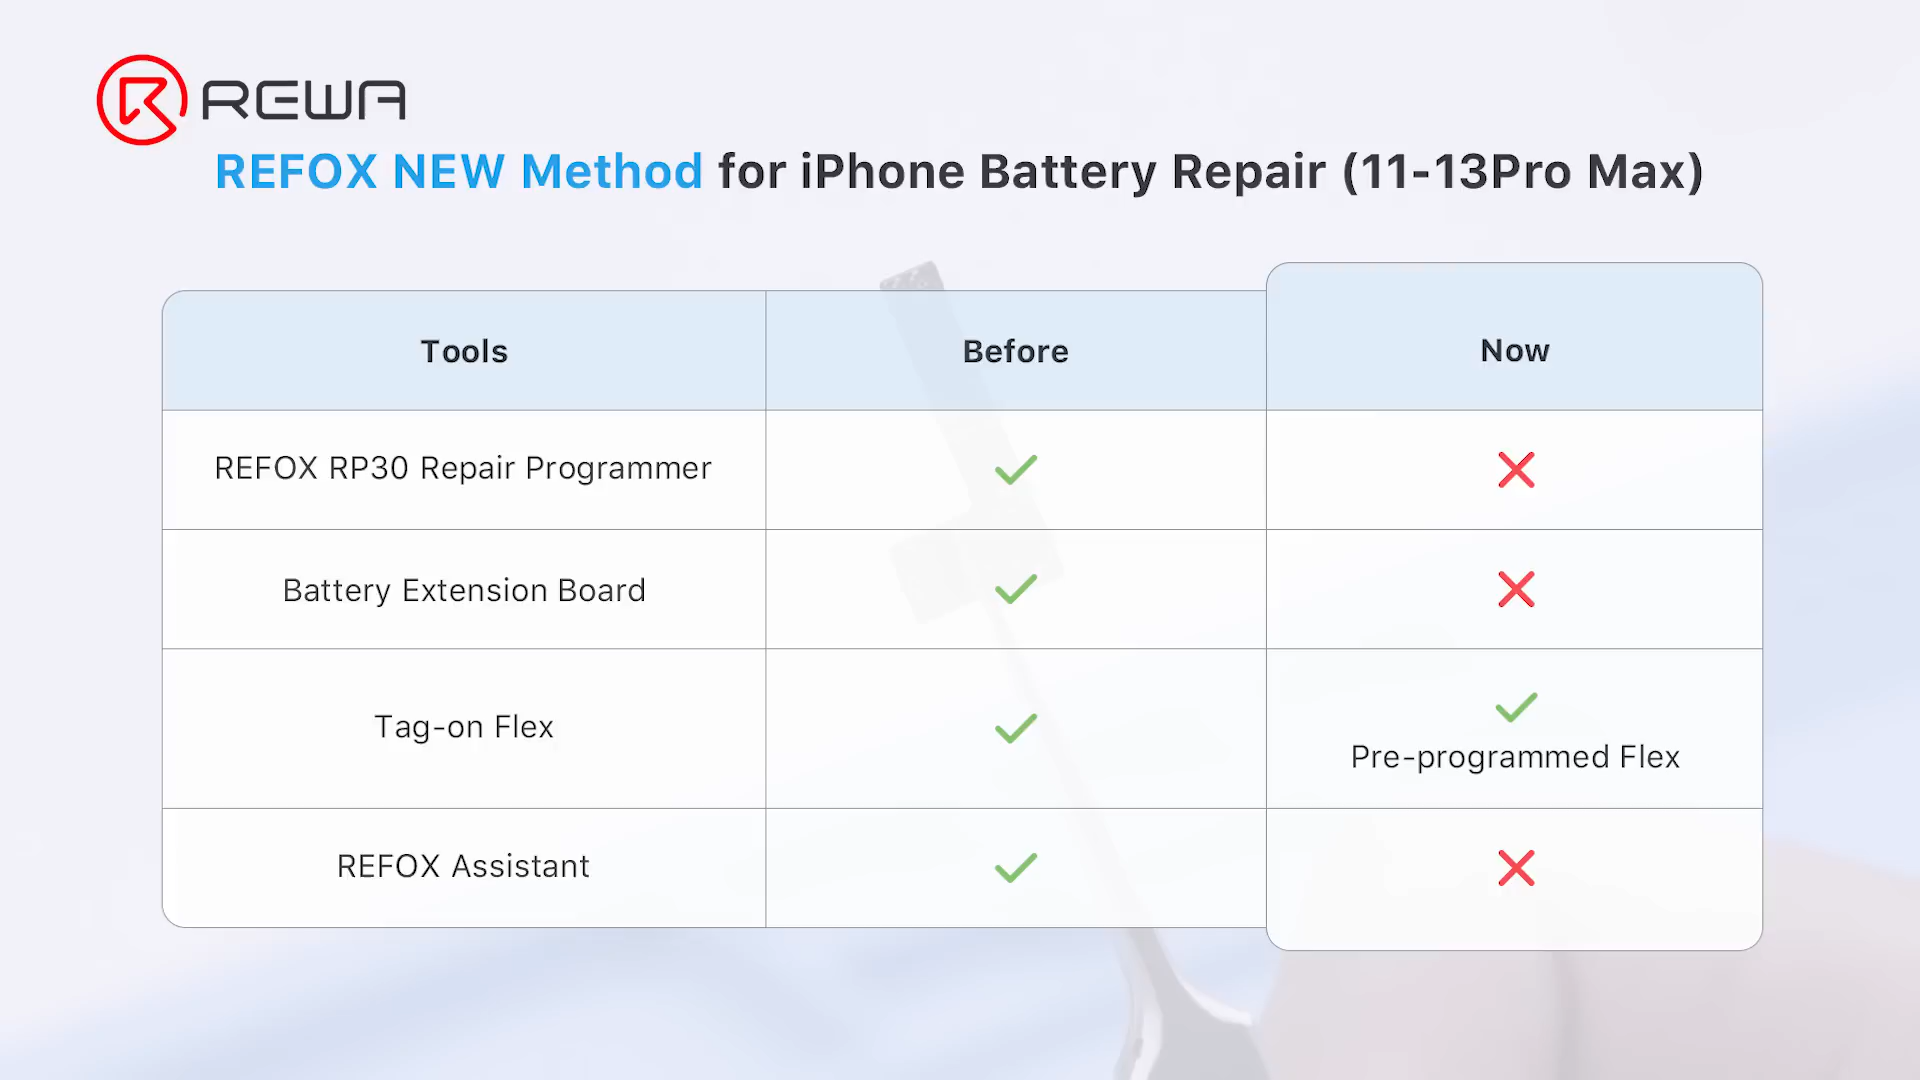 REWA
REFOX NEW Method for iPhone Battery Repair (11-13Pro Max)
Tools Before Now
REFOX RP30 Repair Programmer
Battery Extension Board
Tag-on Flex
Pre-programmed Flex
REFOX Assistant